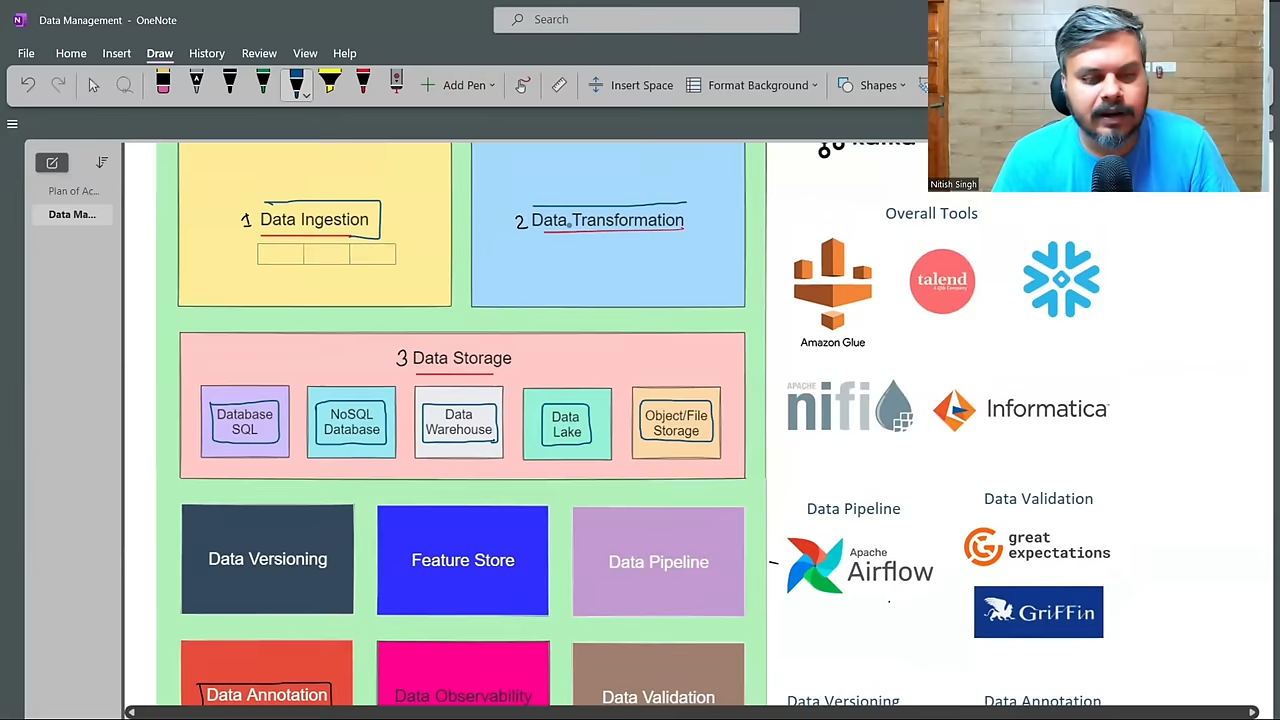 Data Management - OneNote
Search
File Home Insert Draw History Review View Help
Add Pen
Insert Space
Format Background
Shapes
Nitish Singh
Plan of Ac...
Data Ma...
1 Data Ingestion
2 Data Transformation
3 Data Storage
Database
SQL
NoSQL
Database
Data
Warehouse
Data
Lake
Object/File
Storage
Data Versioning
Feature Store
Data Pipeline
Data Annotation
Data Observability
Data Validation
kafka
Overall Tools
talend
Amazon Glue
APACHE
nifi
Informatica
Data Pipeline
Data Validation
Apache
Airflow
great
expectations
GriFFin
Data Versioning
Data Annotation